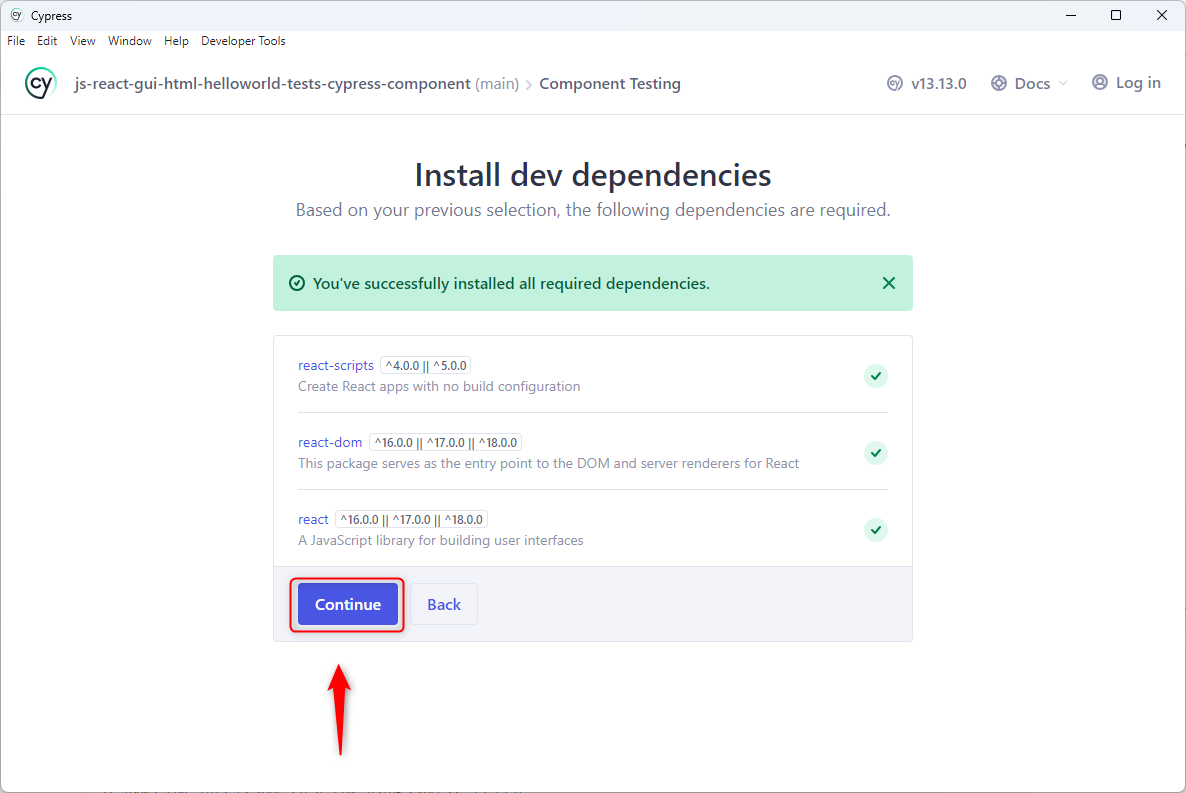 Cypress
File Edit View Window Help Developer Tools
cy js-react-gui-html-helloworld-tests-cypress-component (main) > Component Testing v13.13.0 Docs Log in
Install dev dependencies
Based on your previous selection, the following dependencies are required.
You've successfully installed all required dependencies.
react-scripts ^4.0.0 || ^5.0.0
Create React apps with no build configuration
react-dom ^16.0.0 || ^17.0.0 || ^18.0.0
This package serves as the entry point to the DOM and server renderers for React
react ^16.0.0 || ^17.0.0 || ^18.0.0
A JavaScript library for building user interfaces
Continue Back